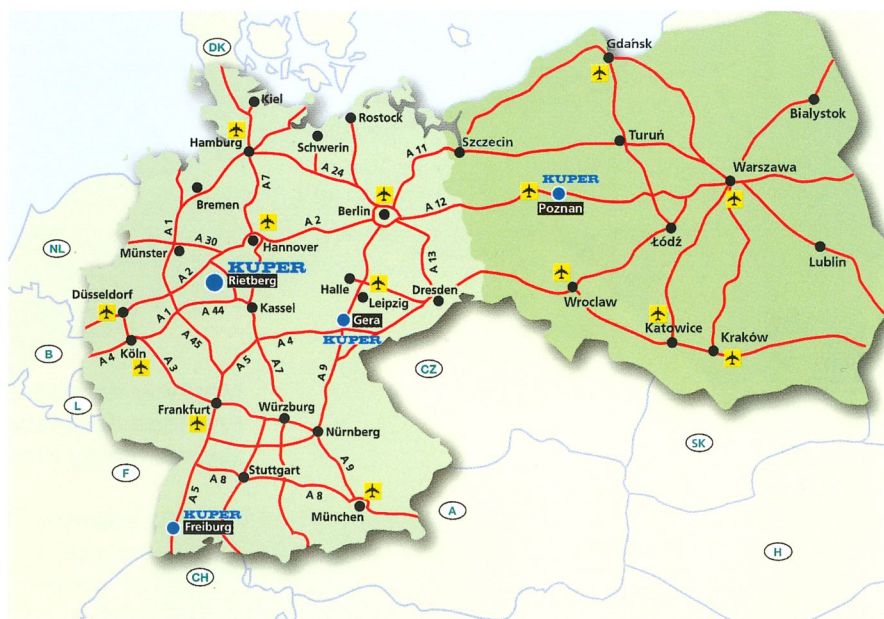 DK
Gdańsk
Kiel
Rostock
Bialystok
Hamburg
Schwerin
Szczecin
Turuń
A 11
A 24
A 7
Warszawa
KUPER
Poznan
Bremen
Berlin
A 12
A 2
A 1
A 30
Hannover
NL
Münster
Łódź
Lublin
A 13
A 2
KUPER
Rietberg
Halle
Leipzig
Dresden
Wroclaw
Düsseldorf
A 1
A 44
Kassel
Gera
KUPER
Katowice
Kraków
B
A 4
Köln
A 45
A 4
A 3
A 5
A 7
A 9
CZ
L
Frankfurt
Würzburg
Nürnberg
SK
F
A 9
Stuttgart
A 8
A 8
A 5
München
A
KUPER
Freiburg
H
CH